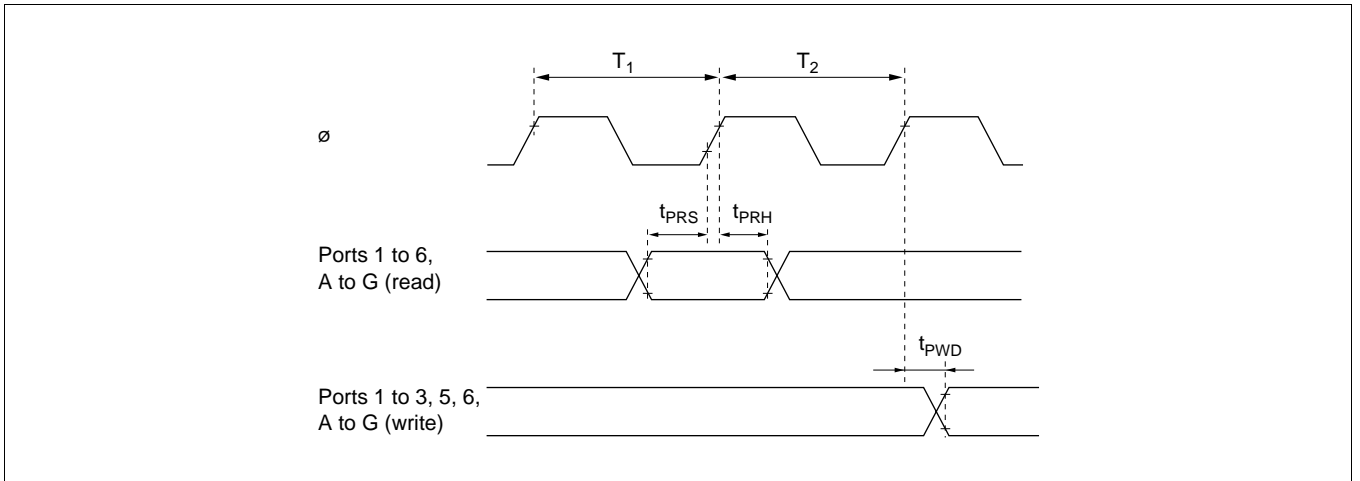 T1 T2
ø
tPRS tPRH
Ports 1 to 6,
A to G (read)
tPWD
Ports 1 to 3, 5, 6,
A to G (write)